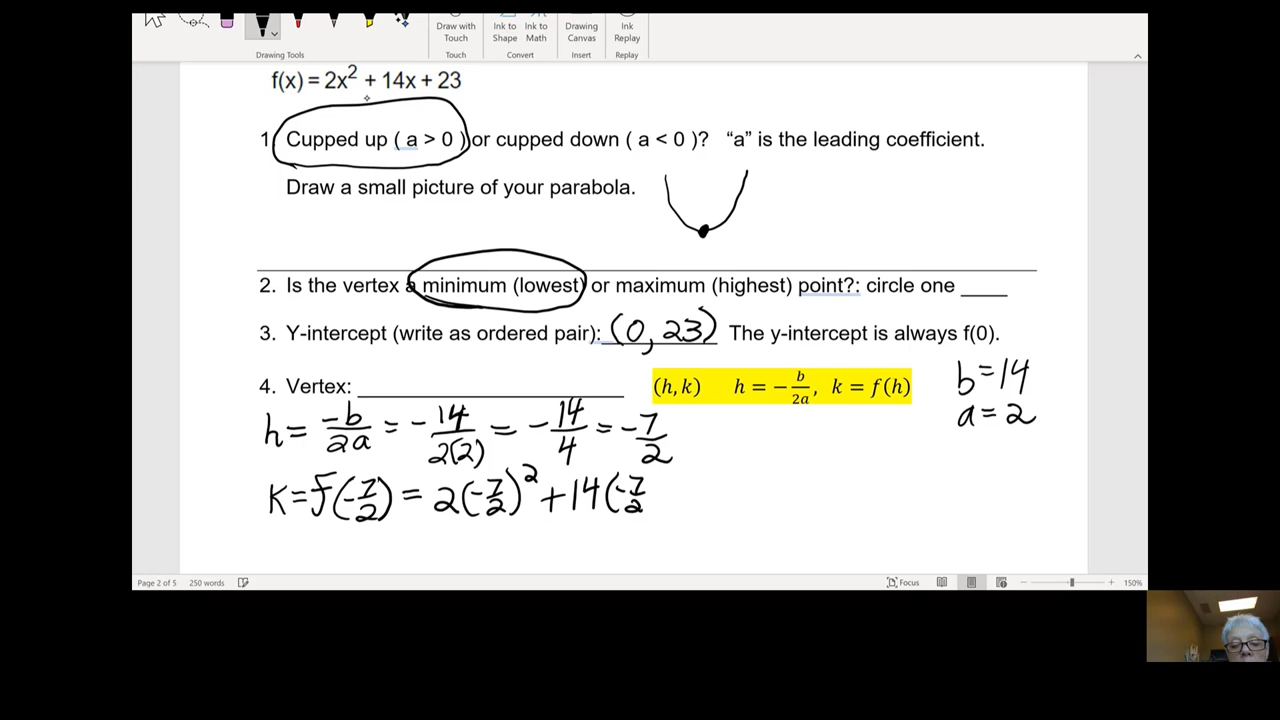 Draw with Touch
Ink to Shape
Ink to Math
Drawing Canvas
Ink Replay
Drawing Tools
Touch
Convert
Insert
Replay
f(x) = 2x² + 14x + 23
1 Cupped up ( a > 0 ) or cupped down ( a < 0 )? “a” is the leading coefficient.
Draw a small picture of your parabola.
2. Is the vertex a minimum (lowest) or maximum (highest) point?: circle one ____
3. Y-intercept (write as ordered pair): (0, 23) The y-intercept is always f(0).
4. Vertex: ____ (h, k) h = −b/2a, k = f(h)
b = 14
a = 2
h = -b/2a = -14/2(2) = -14/4 = -7/2
K = f(-7/2) = 2(-7/2)² + 14(-7/2
Page 2 of 5 250 words Focus 150%